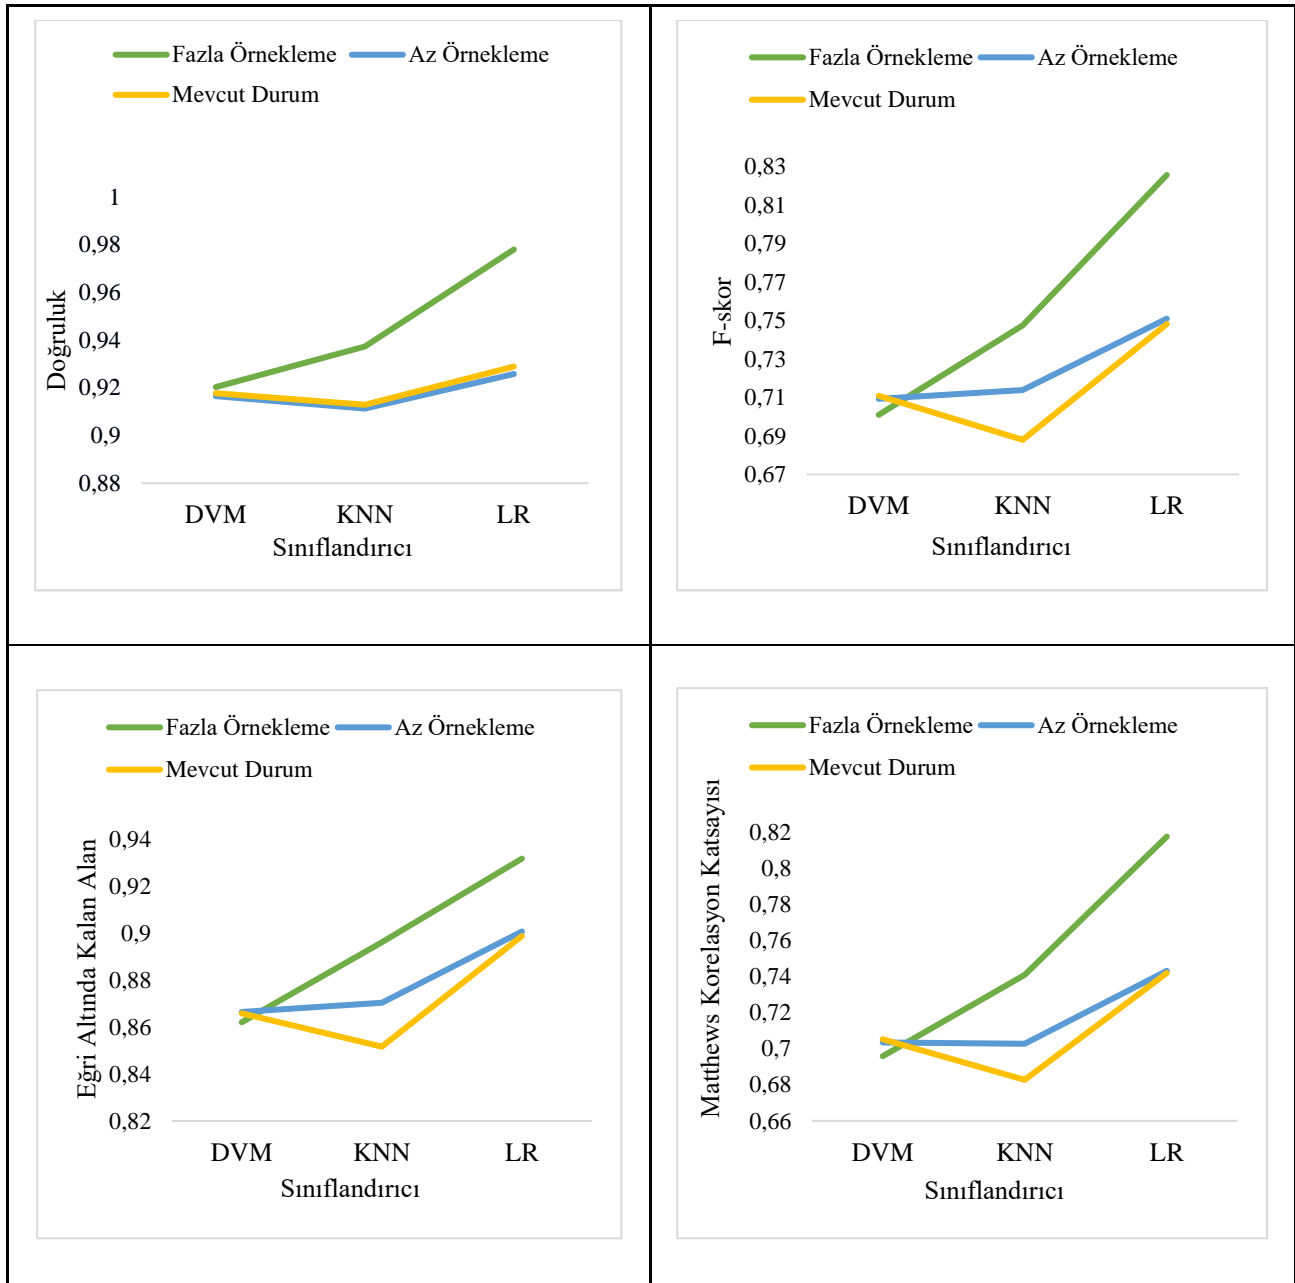 Fazla Örnekleme Az Örnekleme
Mevcut Durum
1
0,98
0,96
0,94
0,92
0,9
0,88
Doğruluk
DVM KNN LR
Sınıflandırıcı
Fazla Örnekleme Az Örnekleme
Mevcut Durum
0,83
0,81
0,79
0,77
0,75
0,73
0,71
0,69
0,67
F-skor
DVM KNN LR
Sınıflandırıcı
Fazla Örnekleme Az Örnekleme
Mevcut Durum
0,94
0,92
0,9
0,88
0,86
0,84
0,82
Eğri Altında Kalan Alan
DVM KNN LR
Sınıflandırıcı
Fazla Örnekleme Az Örnekleme
Mevcut Durum
0,82
0,8
0,78
0,76
0,74
0,72
0,7
0,68
0,66
Matthews Korelasyon Katsayısı
DVM KNN LR
Sınıflandırıcı